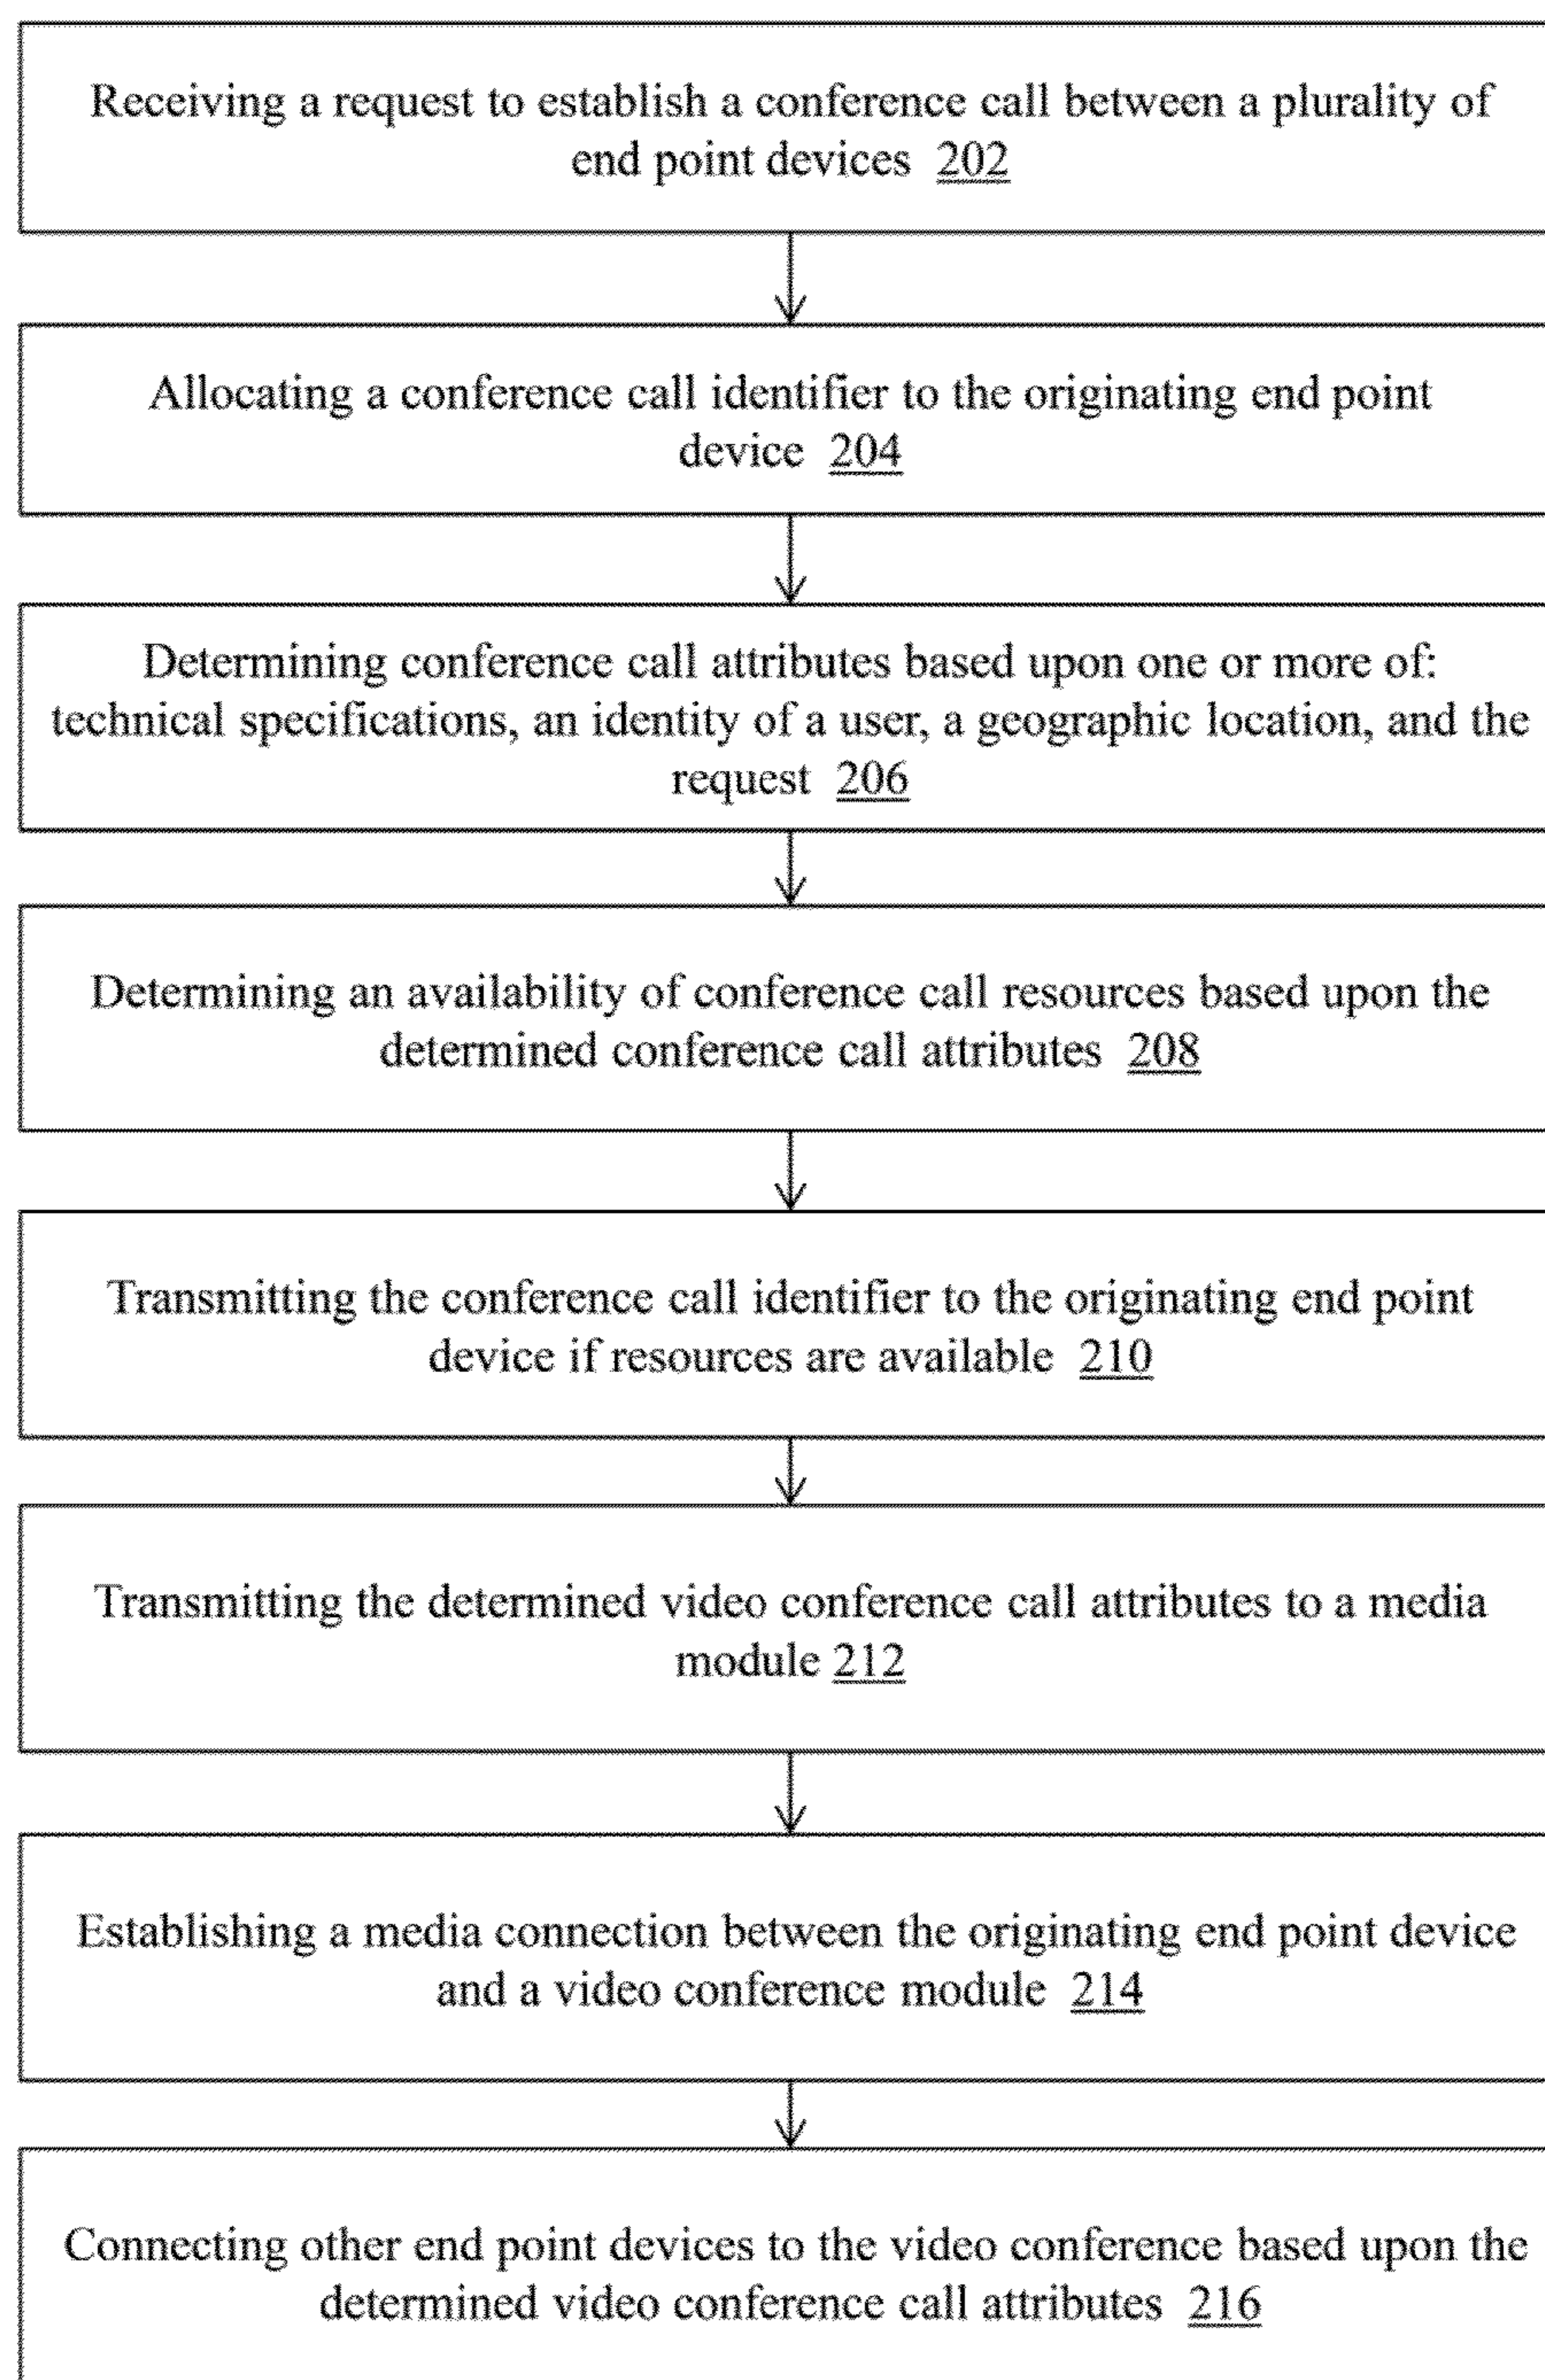 Receiving a request to establish a conference call between a plurality of
end point devices 202
Allocating a conference call identifier to the originating end point
device 204
Determining conference call attributes based upon one or more of:
technical specifications, an identity of a user, a geographic location, and the
request 206
Determining an availability of conference call resources based upon the
determined conference call attributes 208
Transmitting the conference call identifier to the originating end point
device if resources are available 210
Transmitting the determined video conference call attributes to a media
module 212
Establishing a media connection between the originating end point device
and a video conference module 214
Connecting other end point devices to the video conference based upon the
determined video conference call attributes 216